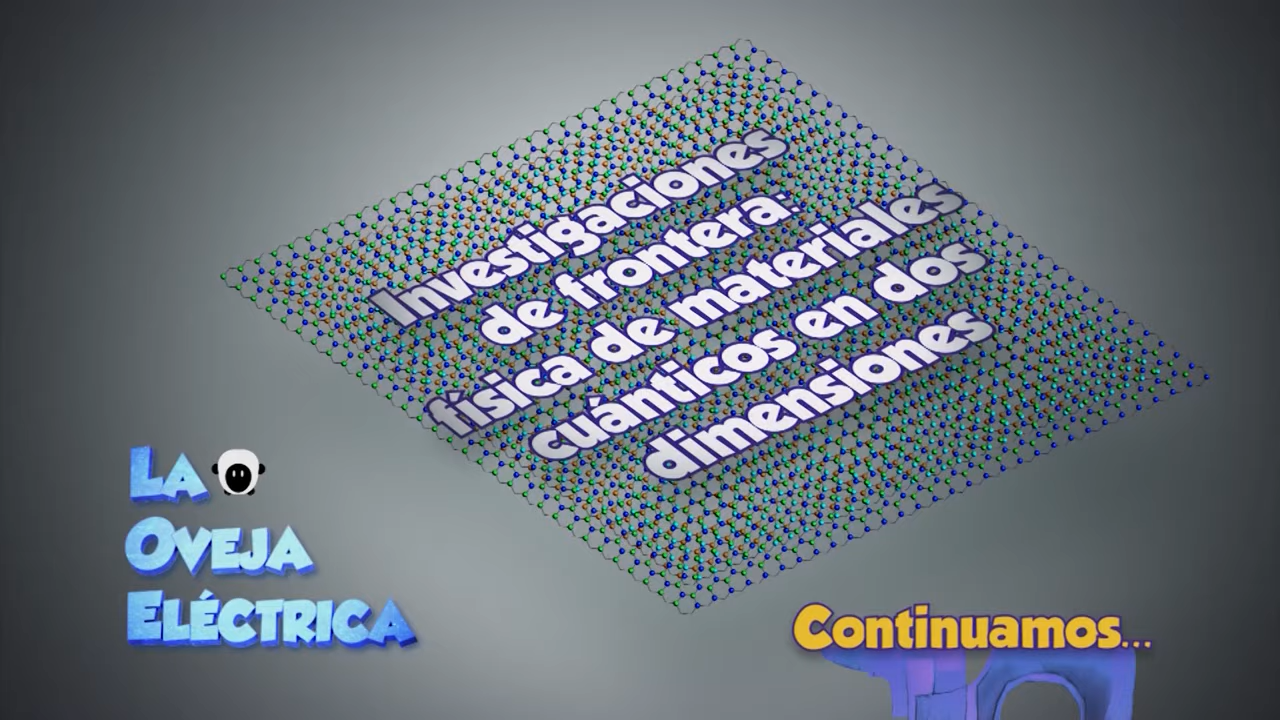 Investigaciones
de frontera:
física de materiales
cuánticos en dos
dimensiones
LA
OVEJA
ELÉCTRICA
Continuamos...